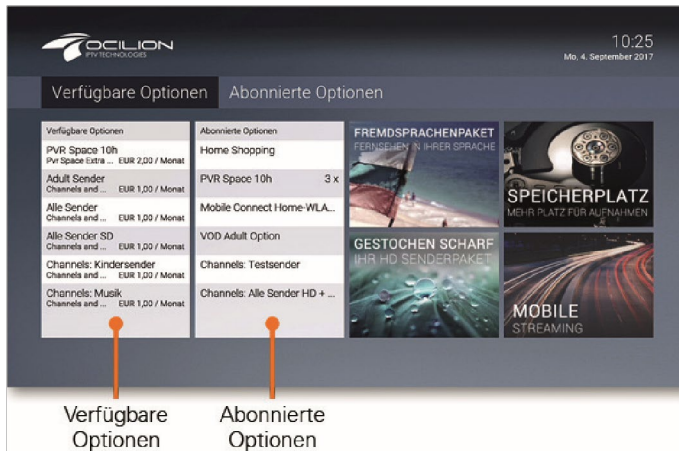 OCILION
IPTV TECHNOLOGIES
10:25
Mo, 4. September 2017
Verfügbare Optionen
Abonnierte Optionen
Verfügbare Optionen
PVR Space 10h
Pvr Space Extra ... EUR 2,00 / Monat
Adult Sender
Channels and ... EUR 1,00 / Monat
Alle Sender
Channels and ... EUR 1,00 / Monat
Alle Sender SD
Channels and ... EUR 1,00 / Monat
Channels: Kindersender
Channels and ... EUR 1,00 / Monat
Channels: Musik
Channels and ... EUR 1,00 / Monat
Abonnierte Optionen
Home Shopping
PVR Space 10h 3 x
Mobile Connect Home-WLA...
VOD Adult Option
Channels: Testsender
Channels: Alle Sender HD + ...
FREMDSPRACHENPAKET
FERNSEHEN IN IHRER SPRACHE
SPEICHERPLATZ
MEHR PLATZ FÜR AUFNAHMEN
GESTOCHEN SCHARF
IHR HD SENDERPAKET
MOBILE
STREAMING
Verfügbare
Optionen
Abonnierte
Optionen